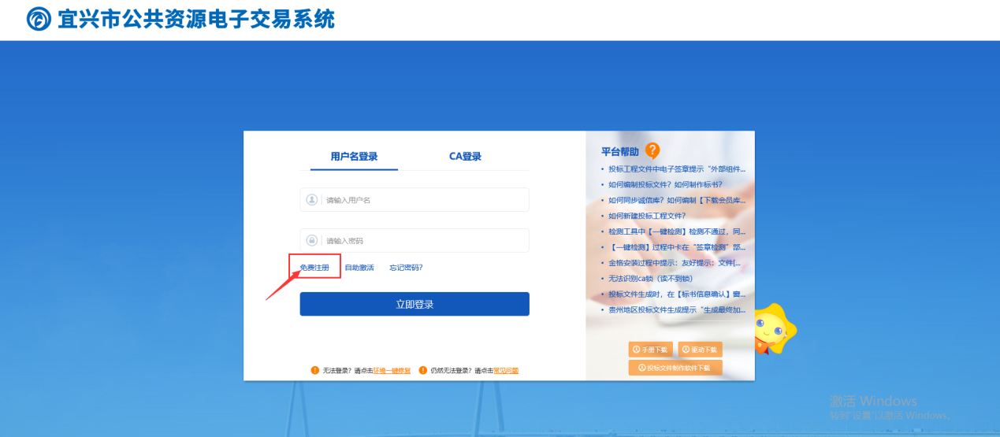 宜兴市公共资源电子交易系统
用户名登录 CA登录
请输入用户名
请输入密码
免费注册 自助激活 忘记密码?
立即登录
无法登录? 请点击环境一键修复 仍然无法登录? 请点击常见问题
平台帮助 ?
• 投标工程文件中电子签章提示“外部组件...
• 如何编制投标文件? 如何制作标书?
• 如何同步诚信库? 如何编制【下载会员库...
• 如何新建投标工程文件?
• 检测工具中【一键检测】检测不通过，同...
• 【一键检测】过程中卡在“签章检测”部...
• 金格安装过程中提示：友好提示：文件[...
• 无法识别ca锁（读不到锁）
• 投标文件生成时，在【标书信息确认】窗...
• 贵州地区投标文件生成提示“生成最终加...
手册下载 驱动下载
投标文件制作软件下载
激活 Windows
转到"设置"以激活 Windows。